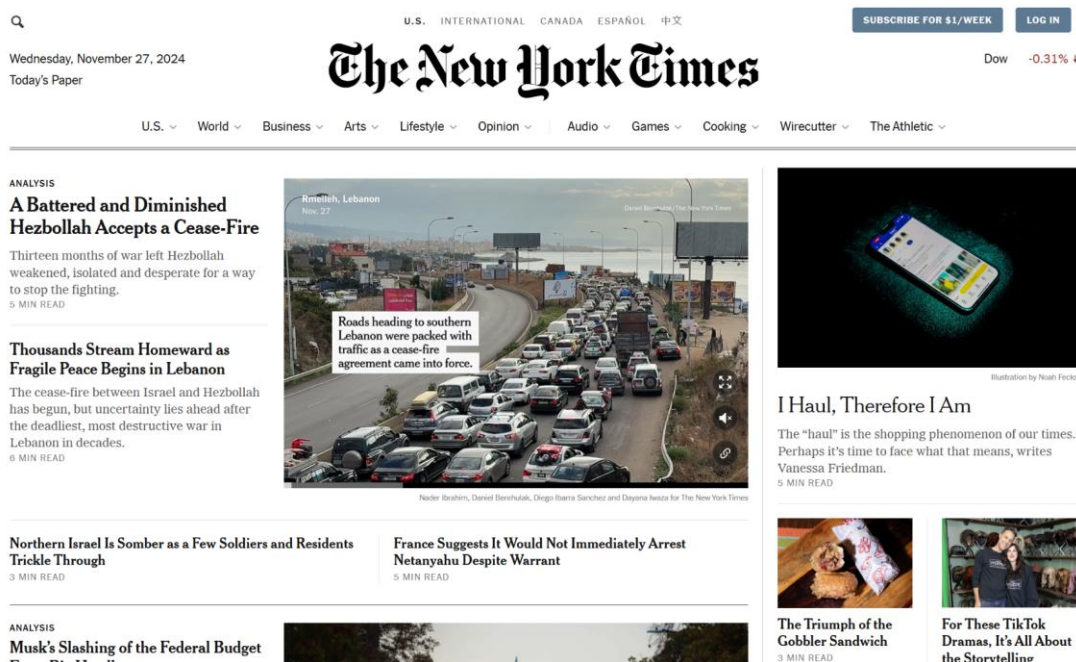 U.S. INTERNATIONAL CANADA ESPAÑOL 中文
SUBSCRIBE FOR $1/WEEK
LOG IN
Wednesday, November 27, 2024
Today's Paper
The New York Times
Dow -0.31%
U.S. World Business Arts Lifestyle Opinion Audio Games Cooking Wirecutter The Athletic
ANALYSIS
A Battered and Diminished
Hezbollah Accepts a Cease-Fire
Thirteen months of war left Hezbollah
weakened, isolated and desperate for a way
to stop the fighting.
5 MIN READ
Thousands Stream Homeward as
Fragile Peace Begins in Lebanon
The cease-fire between Israel and Hezbollah
has begun, but uncertainty lies ahead after
the deadliest, most destructive war in
Lebanon in decades.
6 MIN READ
Rmeileh, Lebanon
Nov. 27
Daniel Berehulak/The New York Times
Roads heading to southern
Lebanon were packed with
traffic as a cease-fire
agreement came into force.
Nader Ibrahim, Daniel Berehulak, Diego Ibarra Sanchez and Dayana Iwaza for The New York Times
Northern Israel Is Somber as a Few Soldiers and Residents
Trickle Through
3 MIN READ
France Suggests It Would Not Immediately Arrest
Netanyahu Despite Warrant
5 MIN READ
ANALYSIS
Musk's Slashing of the Federal Budget
Illustration by Noah
I Haul, Therefore I Am
The “haul” is the shopping phenomenon of our times.
Perhaps it's time to face what that means, writes
Vanessa Friedman.
5 MIN READ
The Triumph of the
Gobbler Sandwich
3 MIN READ
For These TikTok
Dramas, It's All About
the Storytelling